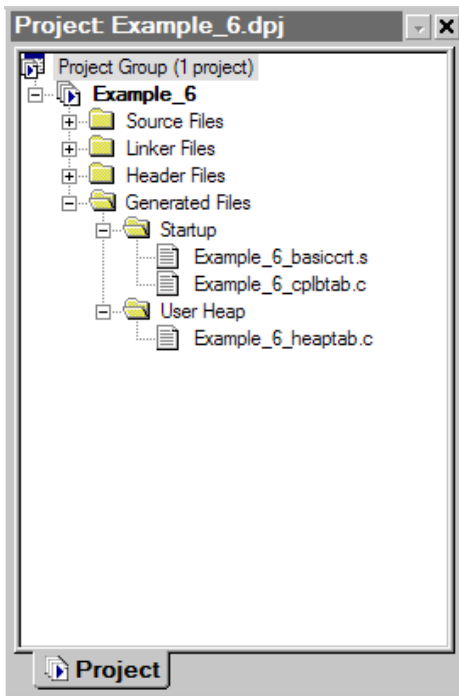 Project: Example_6.dpj
Project Group (1 project)
Example_6
Source Files
Linker Files
Header Files
Generated Files
Startup
Example_6_basiccrt.s
Example_6_cplbtab.c
User Heap
Example_6_heaptab.c
Project